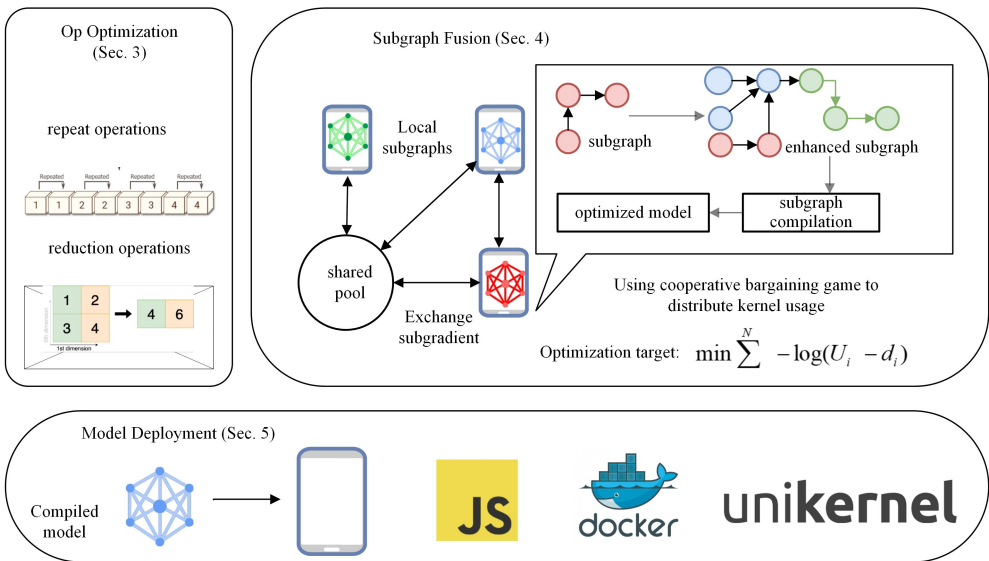 Op Optimization
(Sec. 3)
repeat operations
Repeated Repeated Repeated Repeated
1 1 2 2 3 3 4 4
reduction operations
1 2
3 4
4 6
1st dimension
Subgraph Fusion (Sec. 4)
Local
subgraphs
shared
pool
Exchange
subgradient
subgraph
enhanced subgraph
subgraph
compilation
optimized model
Using cooperative bargaining game to
distribute kernel usage
Optimization target: min∑^N −log(U_i −d_i)
Model Deployment (Sec. 5)
Compiled
model
JS
docker
unikernel